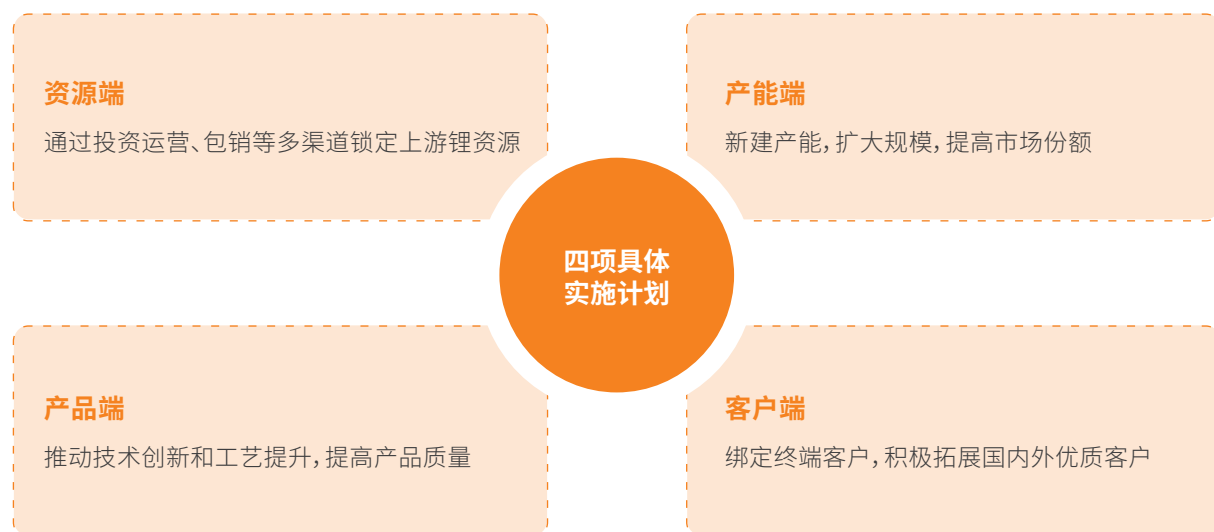 资源端
通过投资运营、包销等多渠道锁定上游锂资源
产能端
新建产能,扩大规模,提高市场份额
四项具体
实施计划
产品端
推动技术创新和工艺提升,提高产品质量
客户端
绑定终端客户,积极拓展国内外优质客户